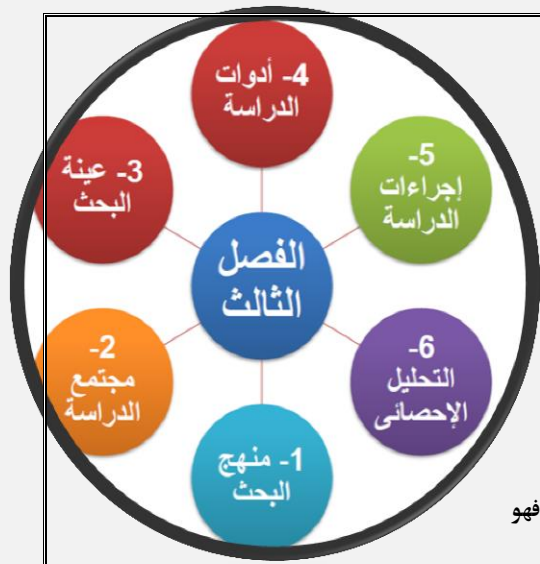 4- أدوات
الدراسة
5-
إجراءات
الدراسة
3- عينة
البحث
الفصل
الثالث
6-
التحليل
الإحصائى
2-
مجتمع
الدراسة
1- منهج
البحث
فهو